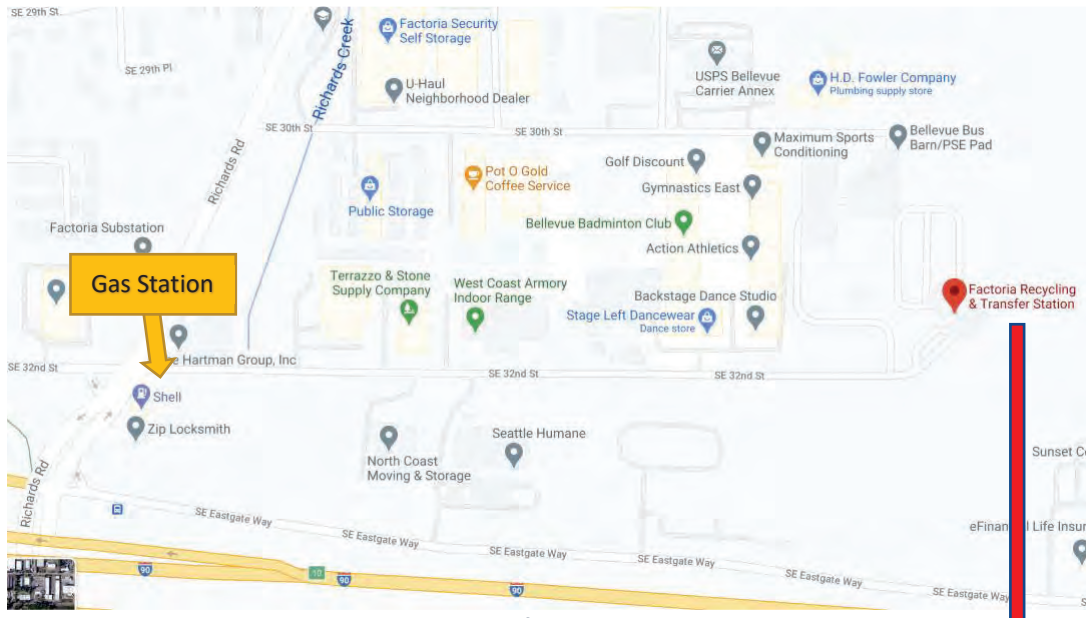 SE 29th St
Factoria Security
Self Storage
Richards Creek
SE 29th Pl
U-Haul
Neighborhood Dealer
USPS Bellevue
Carrier Annex
H.D. Fowler Company
Plumbing supply store
SE 30th St
SE 30th St
Maximum Sports
Conditioning
Bellevue Bus
Barn/PSE Pad
Richards Rd
Golf Discount
Pot O Gold
Coffee Service
Gymnastics East
Public Storage
Bellevue Badminton Club
Factoria Substation
Action Athletics
Gas Station
Terrazzo & Stone
Supply Company
West Coast Armory
Indoor Range
Backstage Dance Studio
Factoria Recycling
& Transfer Station
Stage Left Dancewear
Dance store
e Hartman Group, Inc
SE 32nd St
SE 32nd St
SE 32nd St
Shell
Zip Locksmith
Seattle Humane
North Coast
Moving & Storage
Sunset Co
Richards Rd
SE Eastgate Way
eFinan l Life Insur
SE Eastgate Way
SE Eastgate Way
SE Eastgate Way
SE Eastgate Way
SE Eastgate Way
90
10
90
90
S